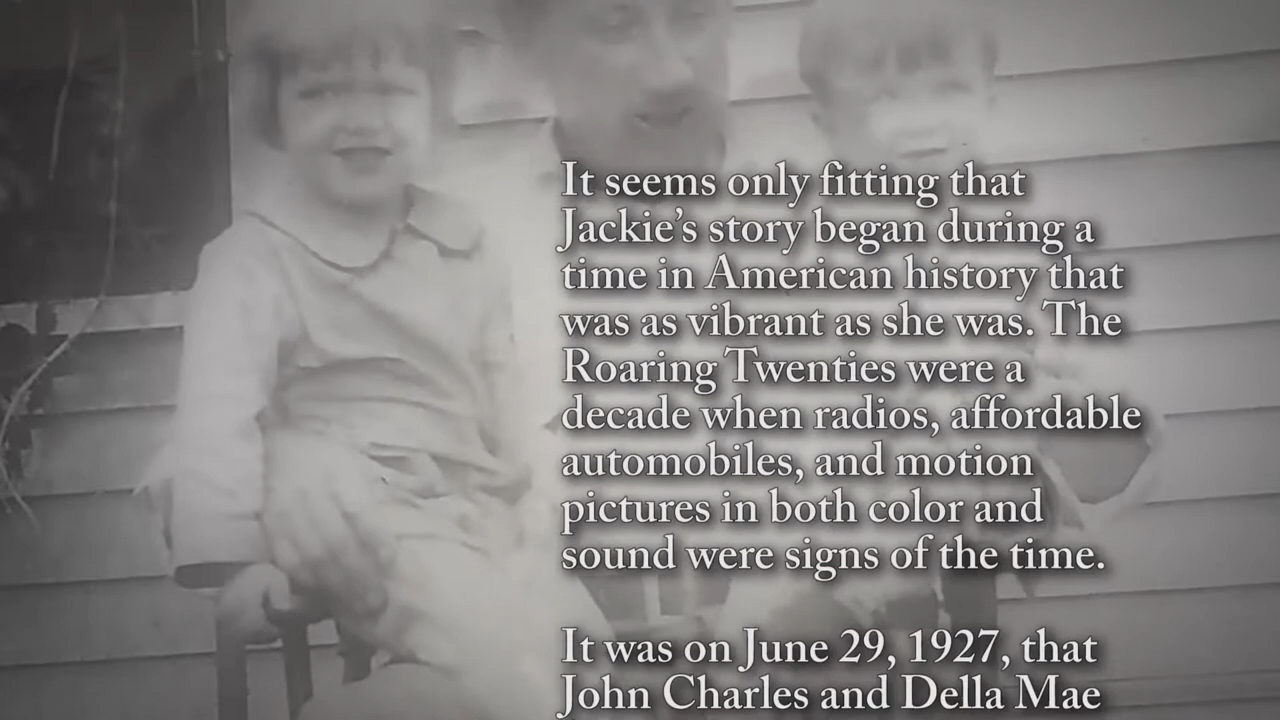 It seems only fitting that
Jackie’s story began during a
time in American history that
was as vibrant as she was. The
Roaring Twenties were a
decade when radios, affordable
automobiles, and motion
pictures in both color and
sound were signs of the time.
It was on June 29, 1927, that
John Charles and Della Mae